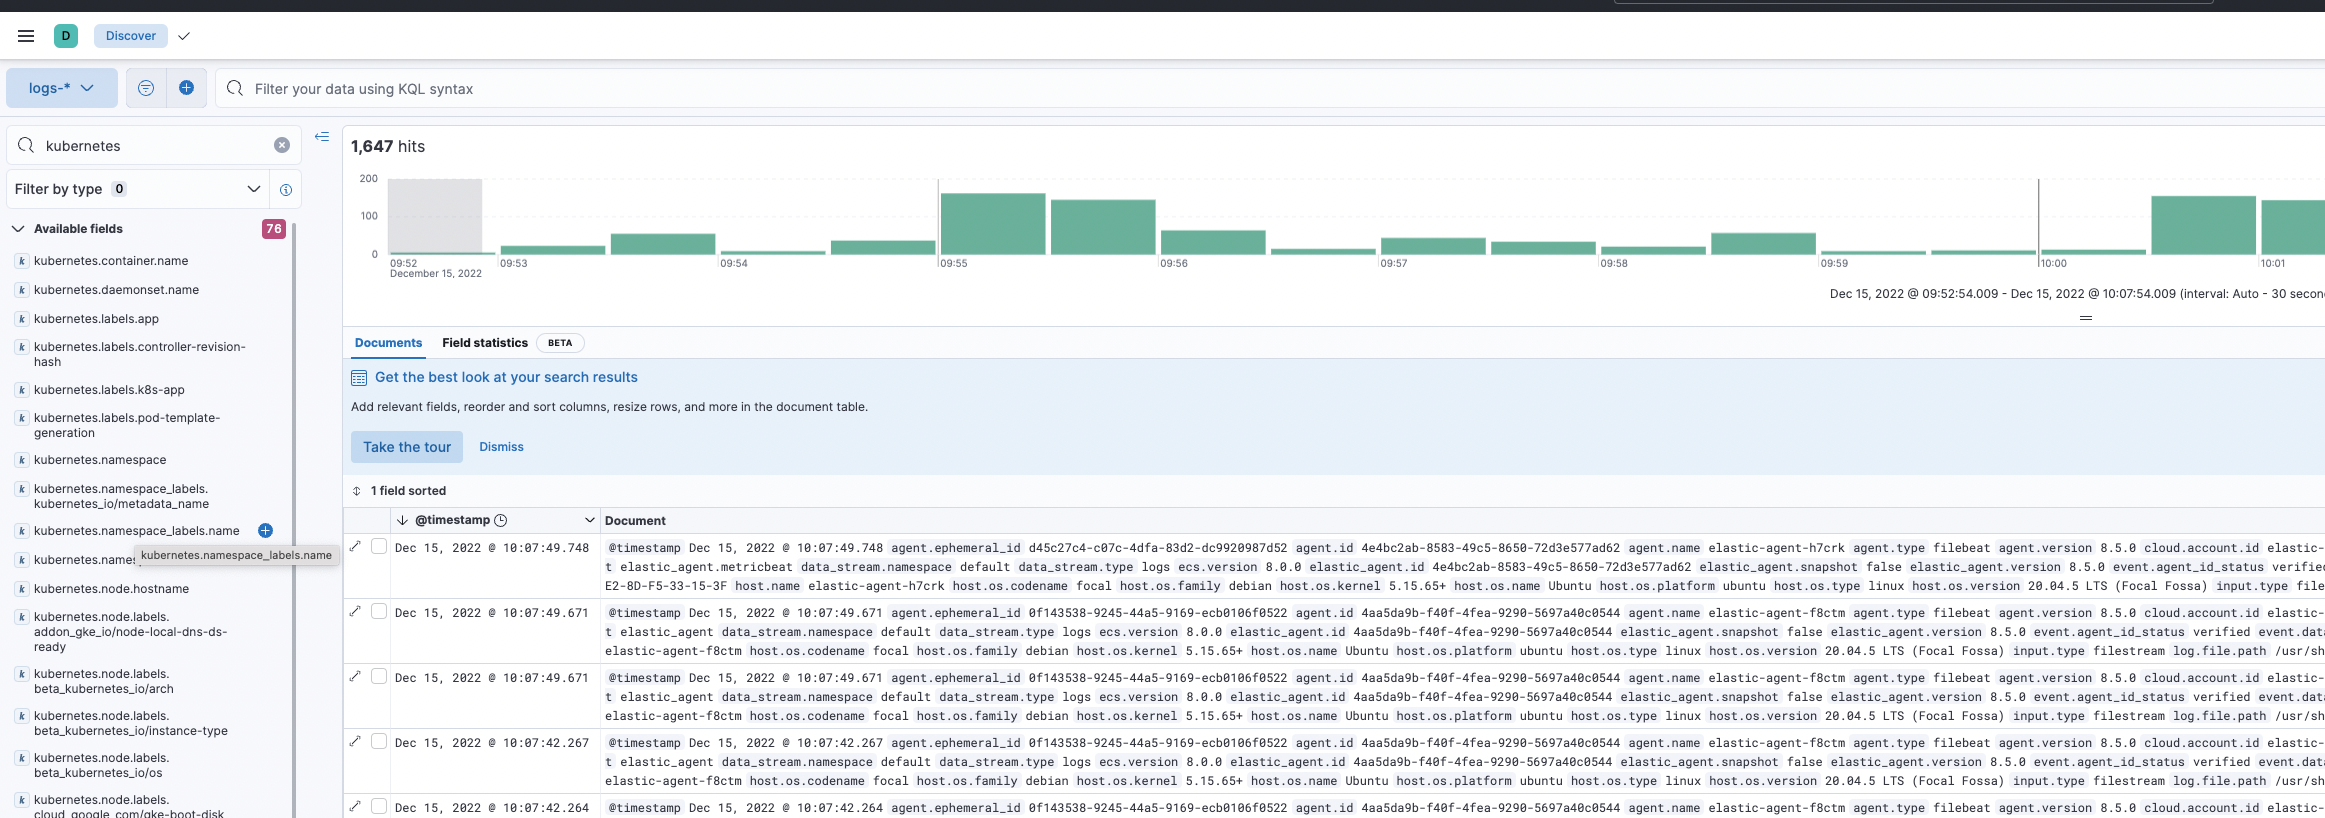 D Discover
logs-* Filter your data using KQL syntax
kubernetes
Filter by type 0
Available fields 76
kubernetes.container.name
kubernetes.daemonset.name
kubernetes.labels.app
kubernetes.labels.controller-revision-
hash
kubernetes.labels.k8s-app
kubernetes.labels.pod-template-
generation
kubernetes.namespace
kubernetes.namespace_labels.
kubernetes_io/metadata_name
kubernetes.namespace_labels.name
kubernetes.namespace_labels.name
kubernetes.node.hostname
kubernetes.node.labels.
addon_gke_io/node-local-dns-ds-
ready
kubernetes.node.labels.
beta_kubernetes_io/arch
kubernetes.node.labels.
beta_kubernetes_io/instance-type
kubernetes.node.labels.
beta_kubernetes_io/os
kubernetes.node.labels.
cloud_google_com/gke-boot-disk
1,647 hits
200
100
0
09:52 09:53 09:54 09:55 09:56 09:57 09:58 09:59 10:00 10:01
December 15, 2022
Dec 15, 2022 @ 09:52:54.009 - Dec 15, 2022 @ 10:07:54.009 (interval: Auto - 30 secon
Documents Field statistics BETA
Get the best look at your search results
Add relevant fields, reorder and sort columns, resize rows, and more in the document table.
Take the tour Dismiss
1 field sorted
@timestamp Document
Dec 15, 2022 @ 10:07:49.748 @timestamp Dec 15, 2022 @ 10:07:49.748 agent.ephemeral_id d45c27c4-c07c-4dfa-83d2-dc9920987d52 agent.id 4e4bc2ab-8583-49c5-8650-72d3e577ad62 agent.name elastic-agent-h7crk agent.type filebeat agent.version 8.5.0 cloud.account.id elastic-
t elastic_agent.metricbeat data_stream.namespace default data_stream.type logs ecs.version 8.0.0 elastic_agent.id 4e4bc2ab-8583-49c5-8650-72d3e577ad62 elastic_agent.snapshot false elastic_agent.version 8.5.0 event.agent_id_status verified
E2-8D-F5-33-15-3F host.name elastic-agent-h7crk host.os.codename focal host.os.family debian host.os.kernel 5.15.65+ host.os.name Ubuntu host.os.platform ubuntu host.os.type linux host.os.version 20.04.5 LTS (Focal Fossa) input.type file
Dec 15, 2022 @ 10:07:49.671 @timestamp Dec 15, 2022 @ 10:07:49.671 agent.ephemeral_id 0f143538-9245-44a5-9169-ecb0106f0522 agent.id 4aa5da9b-f40f-4fea-9290-5697a40c0544 agent.name elastic-agent-f8ctm agent.type filebeat agent.version 8.5.0 cloud.account.id elastic-
t elastic_agent data_stream.namespace default data_stream.type logs ecs.version 8.0.0 elastic_agent.id 4aa5da9b-f40f-4fea-9290-5697a40c0544 elastic_agent.snapshot false elastic_agent.version 8.5.0 event.agent_id_status verified event.dat
elastic-agent-f8ctm host.os.codename focal host.os.family debian host.os.kernel 5.15.65+ host.os.name Ubuntu host.os.platform ubuntu host.os.type linux host.os.version 20.04.5 LTS (Focal Fossa) input.type filestream log.file.path /usr/sh
Dec 15, 2022 @ 10:07:49.671 @timestamp Dec 15, 2022 @ 10:07:49.671 agent.ephemeral_id 0f143538-9245-44a5-9169-ecb0106f0522 agent.id 4aa5da9b-f40f-4fea-9290-5697a40c0544 agent.name elastic-agent-f8ctm agent.type filebeat agent.version 8.5.0 cloud.account.id elastic-
t elastic_agent data_stream.namespace default data_stream.type logs ecs.version 8.0.0 elastic_agent.id 4aa5da9b-f40f-4fea-9290-5697a40c0544 elastic_agent.snapshot false elastic_agent.version 8.5.0 event.agent_id_status verified event.dat
elastic-agent-f8ctm host.os.codename focal host.os.family debian host.os.kernel 5.15.65+ host.os.name Ubuntu host.os.platform ubuntu host.os.type linux host.os.version 20.04.5 LTS (Focal Fossa) input.type filestream log.file.path /usr/sh
Dec 15, 2022 @ 10:07:42.267 @timestamp Dec 15, 2022 @ 10:07:42.267 agent.ephemeral_id 0f143538-9245-44a5-9169-ecb0106f0522 agent.id 4aa5da9b-f40f-4fea-9290-5697a40c0544 agent.name elastic-agent-f8ctm agent.type filebeat agent.version 8.5.0 cloud.account.id elastic-
t elastic_agent data_stream.namespace default data_stream.type logs ecs.version 8.0.0 elastic_agent.id 4aa5da9b-f40f-4fea-9290-5697a40c0544 elastic_agent.snapshot false elastic_agent.version 8.5.0 event.agent_id_status verified event.dat
elastic-agent-f8ctm host.os.codename focal host.os.family debian host.os.kernel 5.15.65+ host.os.name Ubuntu host.os.platform ubuntu host.os.type linux host.os.version 20.04.5 LTS (Focal Fossa) input.type filestream log.file.path /usr/sh
Dec 15, 2022 @ 10:07:42.264 @timestamp Dec 15, 2022 @ 10:07:42.264 agent.ephemeral_id 0f143538-9245-44a5-9169-ecb0106f0522 agent.id 4aa5da9b-f40f-4fea-9290-5697a40c0544 agent.name elastic-agent-f8ctm agent.type filebeat agent.version 8.5.0 cloud.account.id elastic-